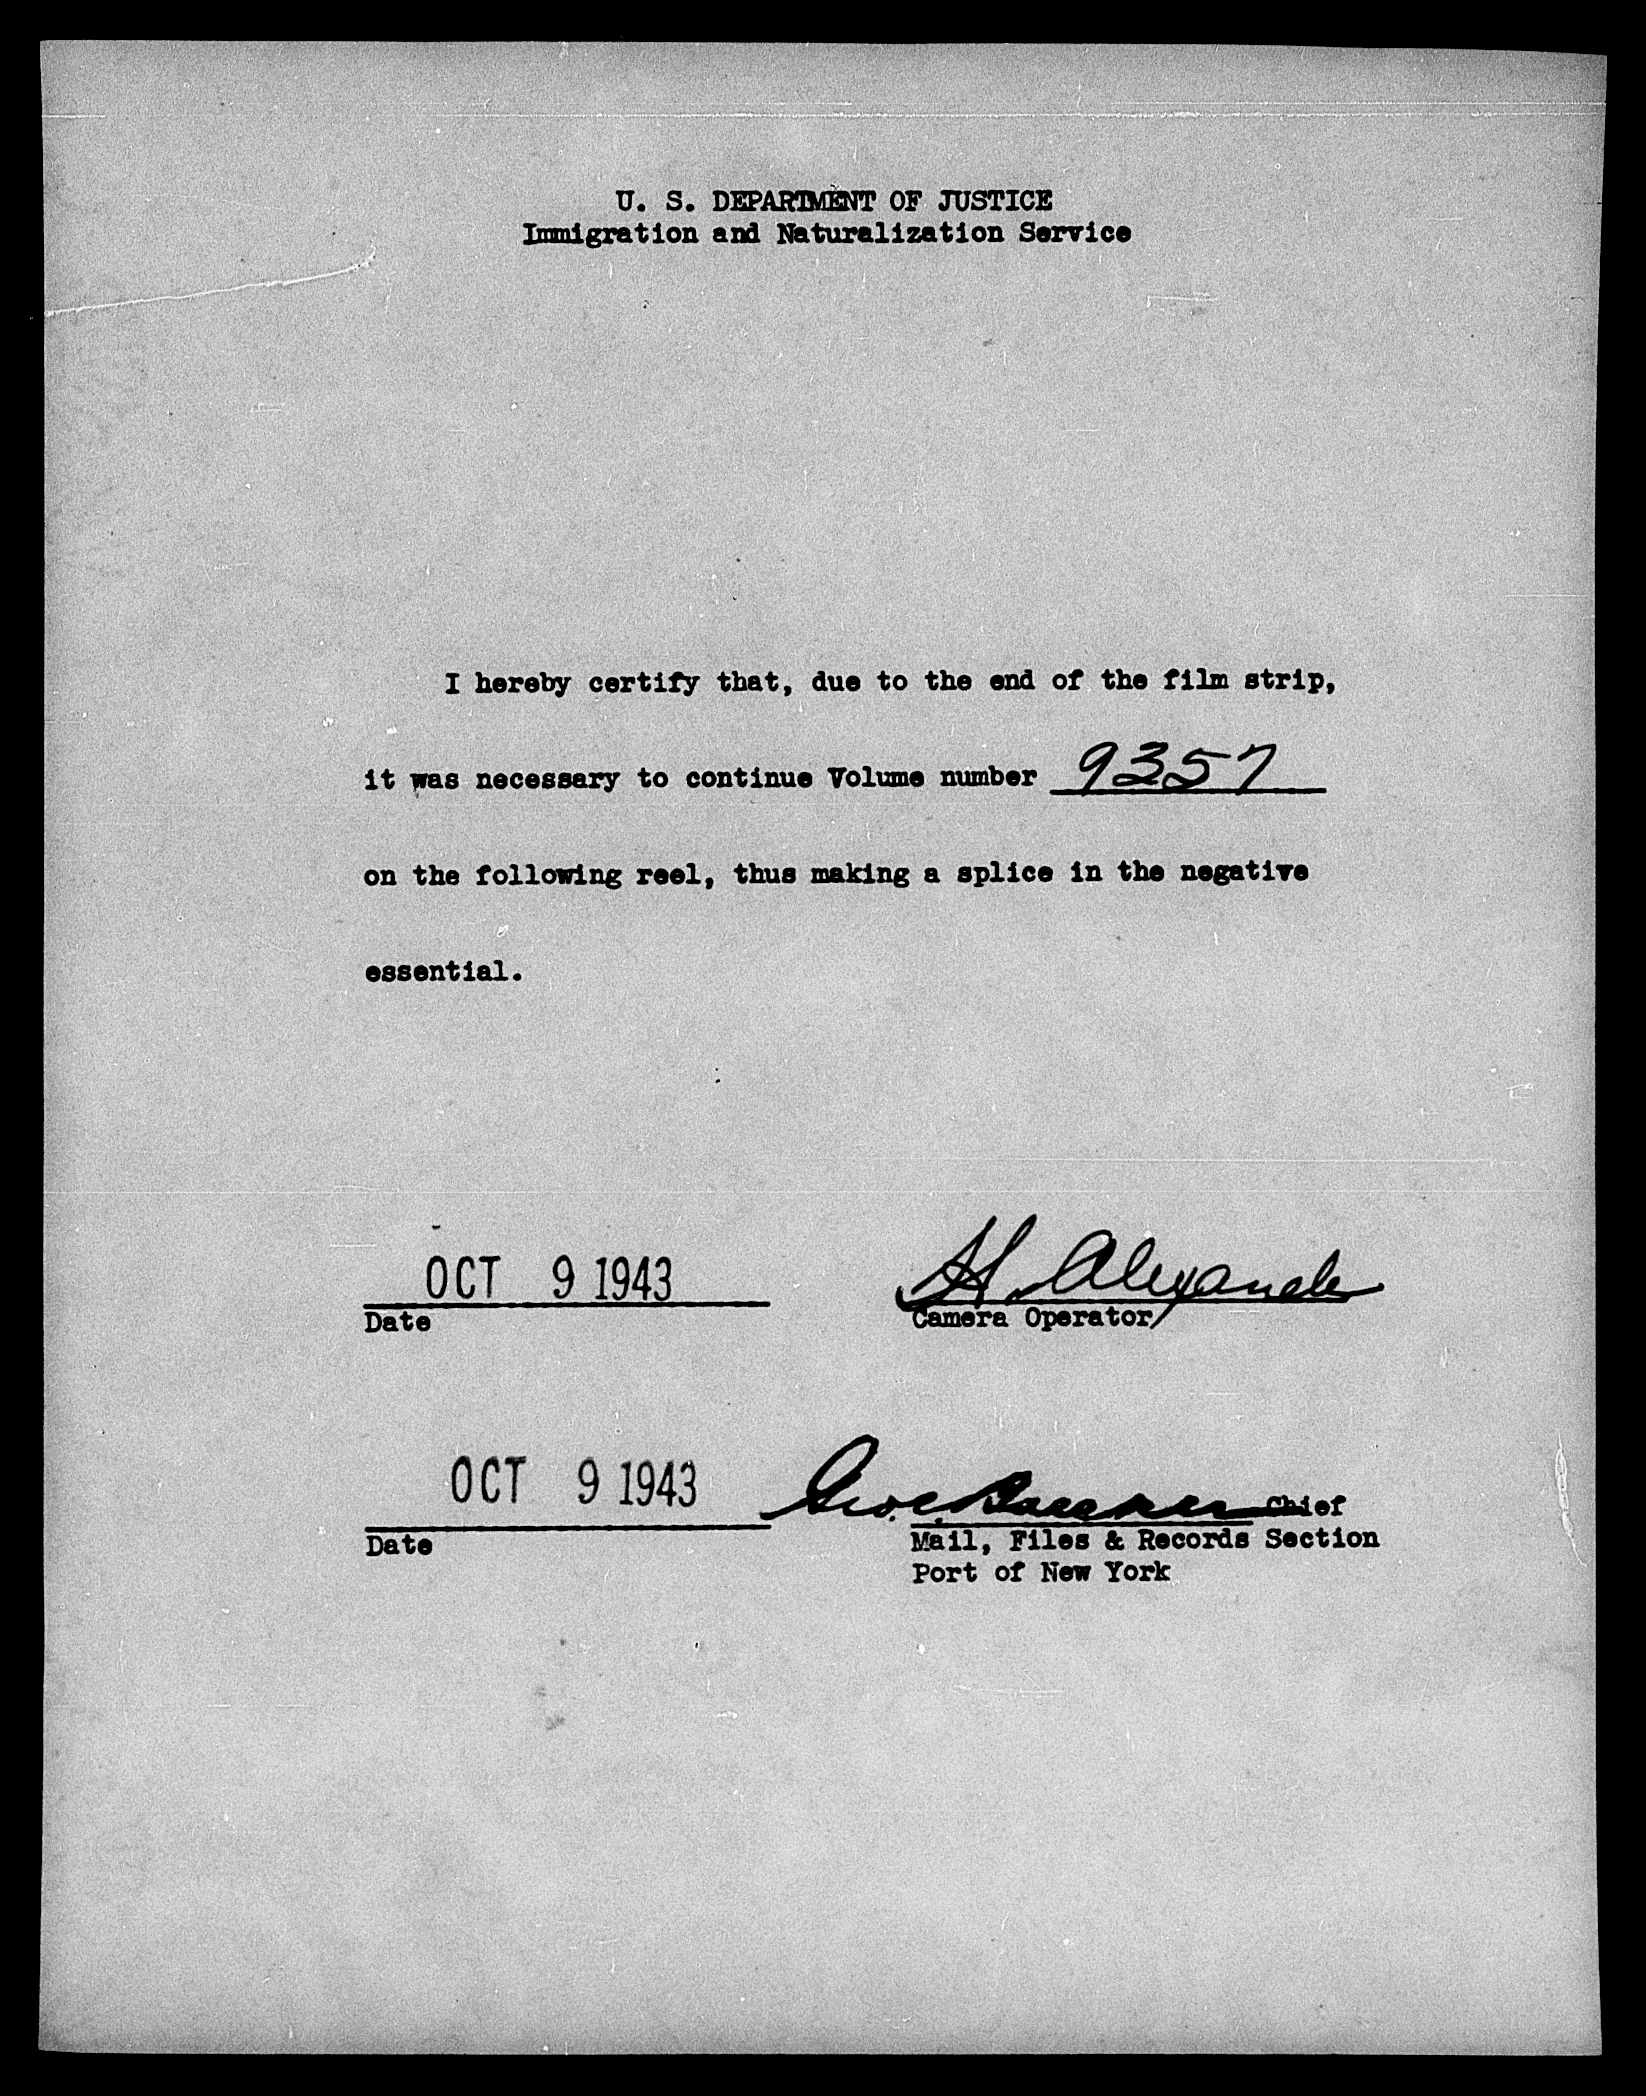 U. S. DEPARTMENT OF JUSTICE
Immigration and Naturalization Service
I hereby certify that, due to the end of the film strip,
it was necessary to continue Volume number 9357
on the following reel, thus making a splice in the negative
essential.
OCT 9 1943
H. Alexander
Date
Camera Operator
OCT 9 1943
Chief
Date
Mail, Files & Records Section
Port of New York